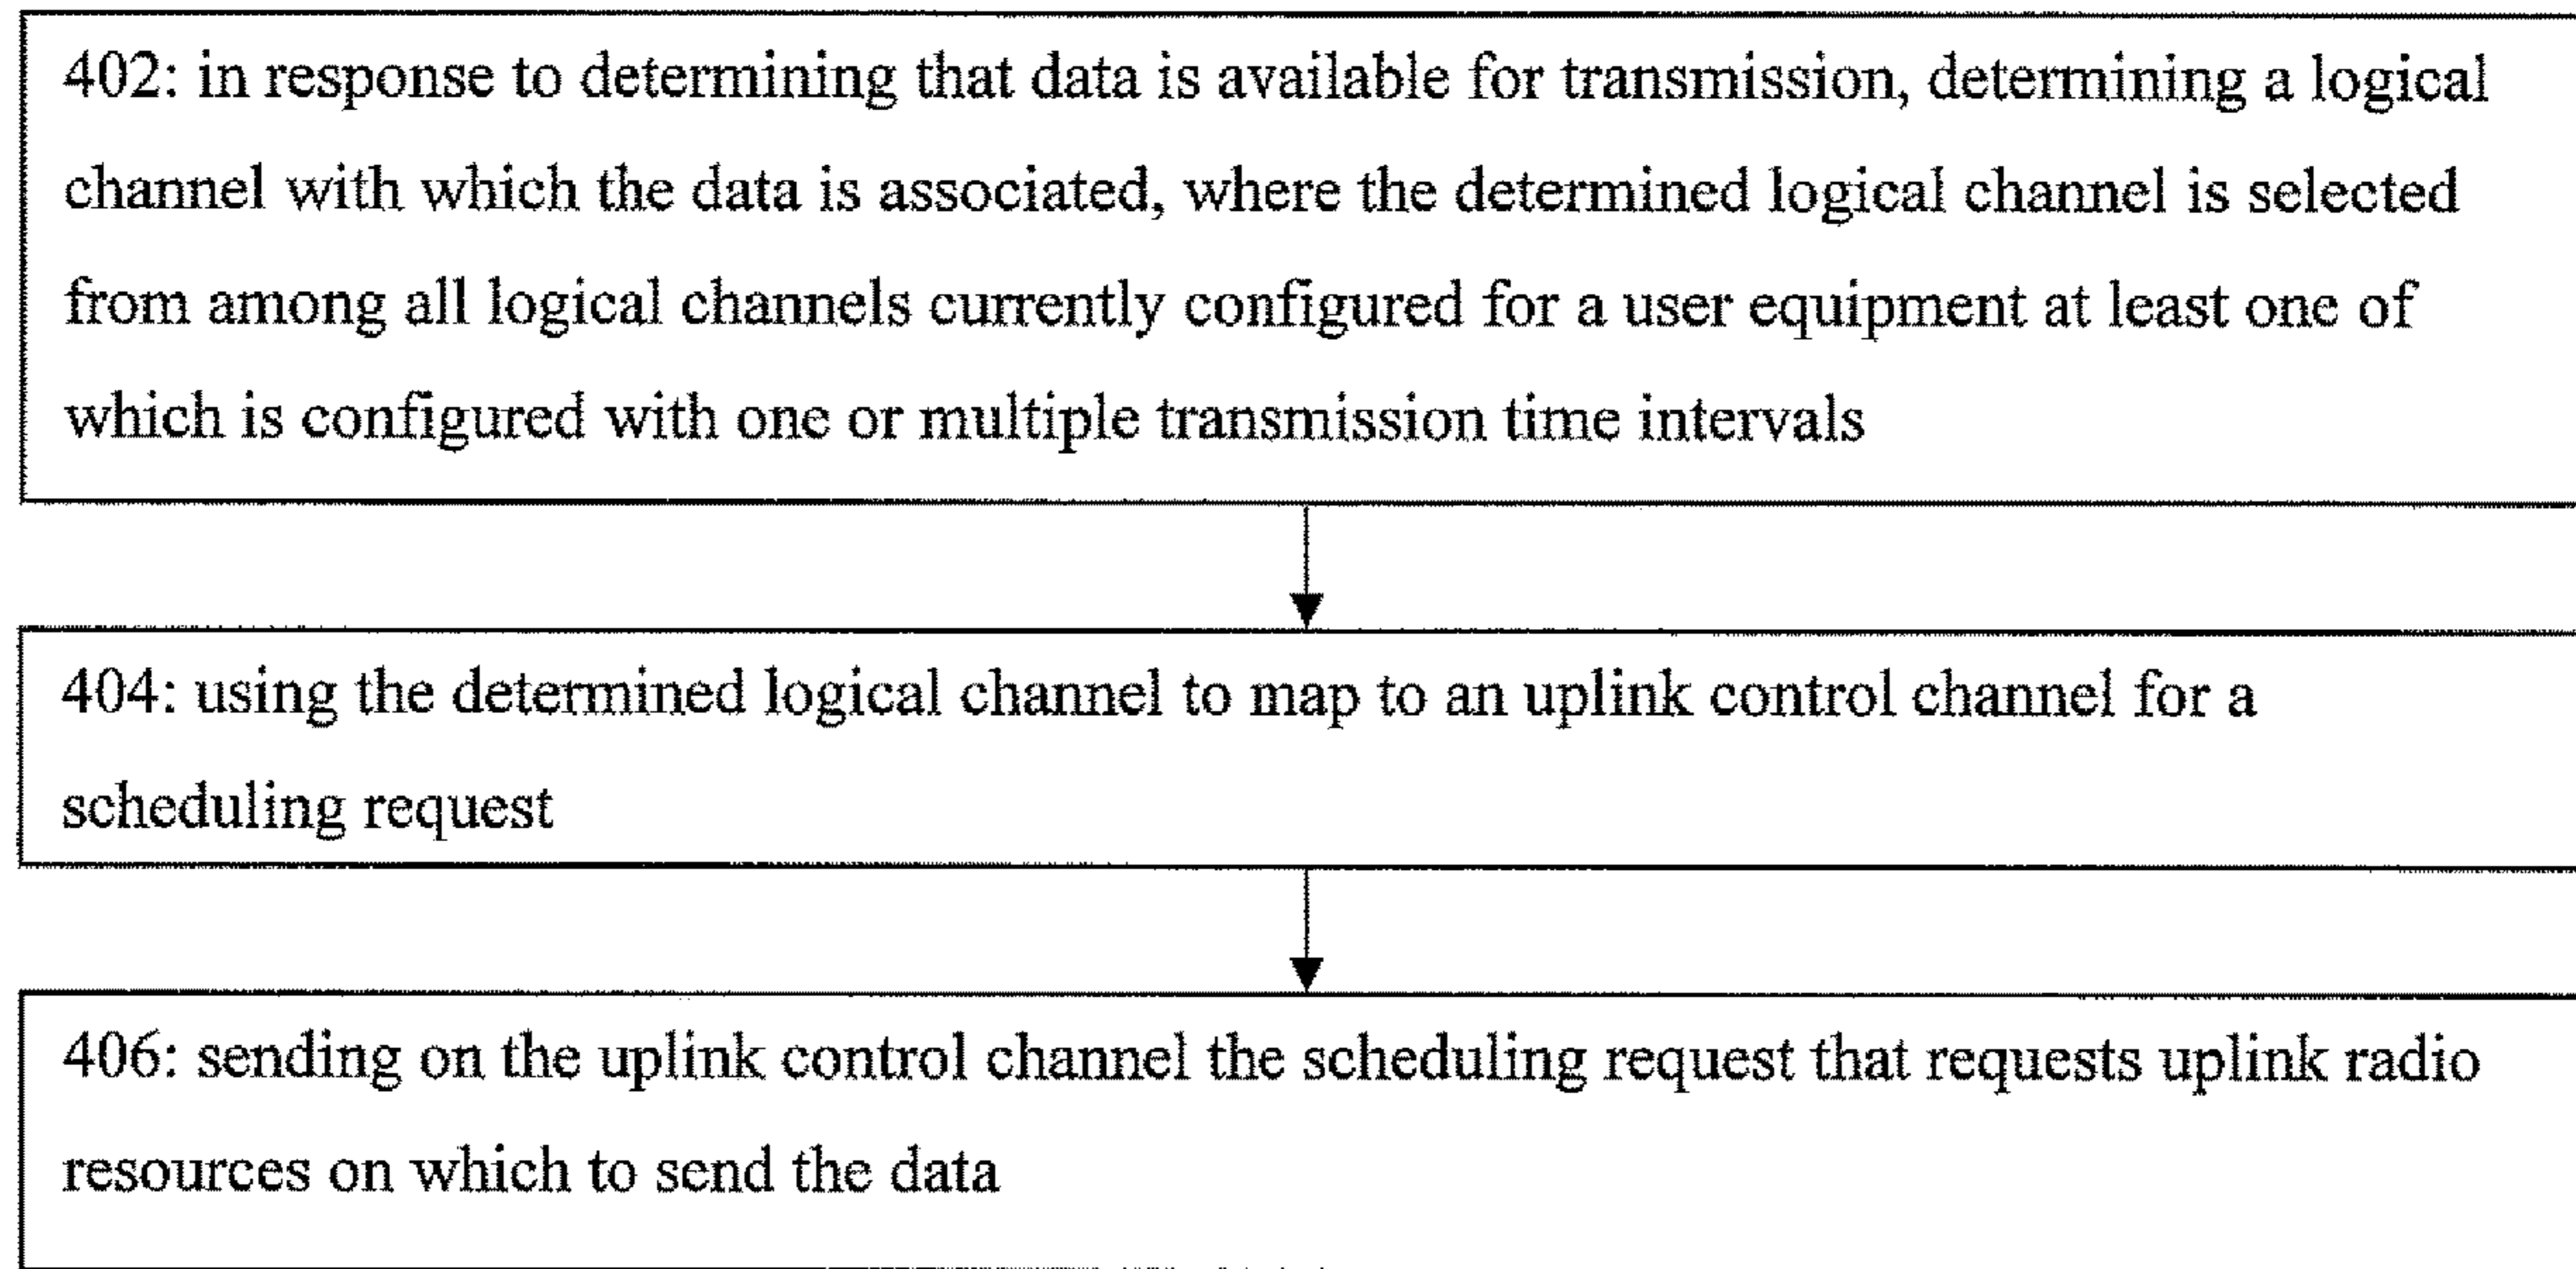 402: in response to determining that data is available for transmission, determining a logical
channel with which the data is associated, where the determined logical channel is selected
from among all logical channels currently configured for a user equipment at least one of
which is configured with one or multiple transmission time intervals
404: using the determined logical channel to map to an uplink control channel for a
scheduling request
406: sending on the uplink control channel the scheduling request that requests uplink radio
resources on which to send the data